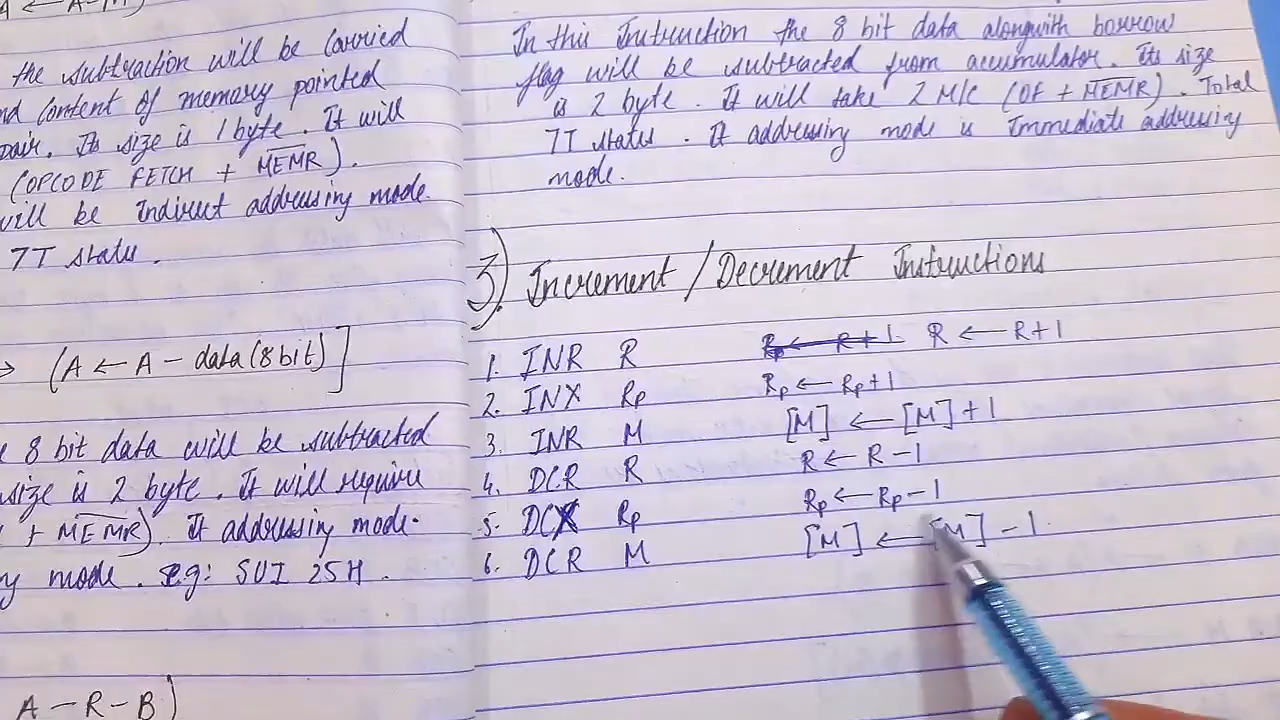 A ← A-M)
the subtraction will be carried
nd content of memory pointed
pair. Its size is 1 byte. It will
(OPCODE FETCH + MEMR).
will be Indirect addressing mode.
7T status.
→ (A ← A - data (8 bit)]
e 8 bit data will be subtracted
size is 2 byte. It will require
+ MEMR). It addressing mode.
y mode. eg: SUI 25H.
A - R - B)
In this Instruction the 8 bit data alongwith borrow
flag will be subtracted from accumulator. Its size
is 2 byte. It will take 2 M/C (OF + MEMR). Total
7T status. It addressing mode is Immediate addressing
mode.
3). Increment / Decrement Instructions
1. INR R Rp ← R+1 R ← R+1
2. INX Rp Rp ← Rp+1
3. INR M [M] ← [M]+1
4. DCR R R ← R-1
5. DCX Rp Rp ← Rp-1
6. DCR M [M] ← [M] -1.